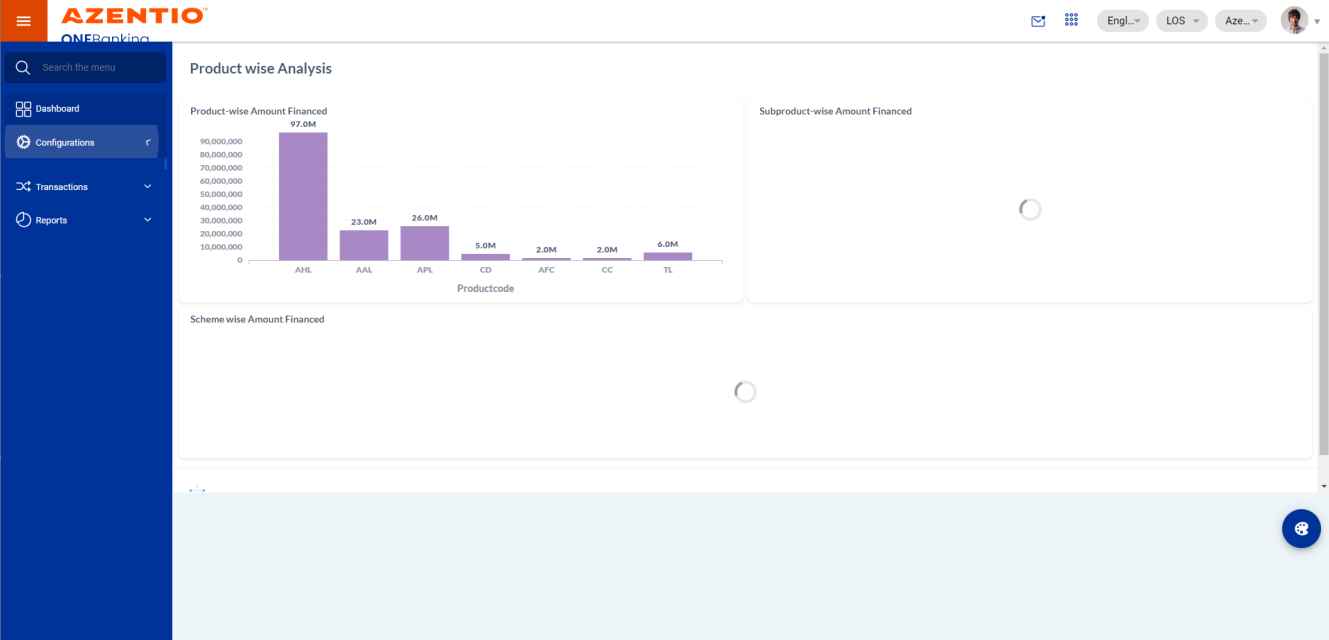 AZENTIO™
ONEBanking
Engl...
LOS
Aze...
Search the menu
Dashboard
Configurations
Transactions
Reports
Product wise Analysis
Product-wise Amount Financed
97.0M
90,000,000
80,000,000
70,000,000
60,000,000
50,000,000
40,000,000
30,000,000
20,000,000
10,000,000
0
23.0M
26.0M
5.0M
2.0M
2.0M
6.0M
AHL
AAL
APL
CD
AFC
CC
TL
Productcode
Subproduct-wise Amount Financed
Scheme wise Amount Financed